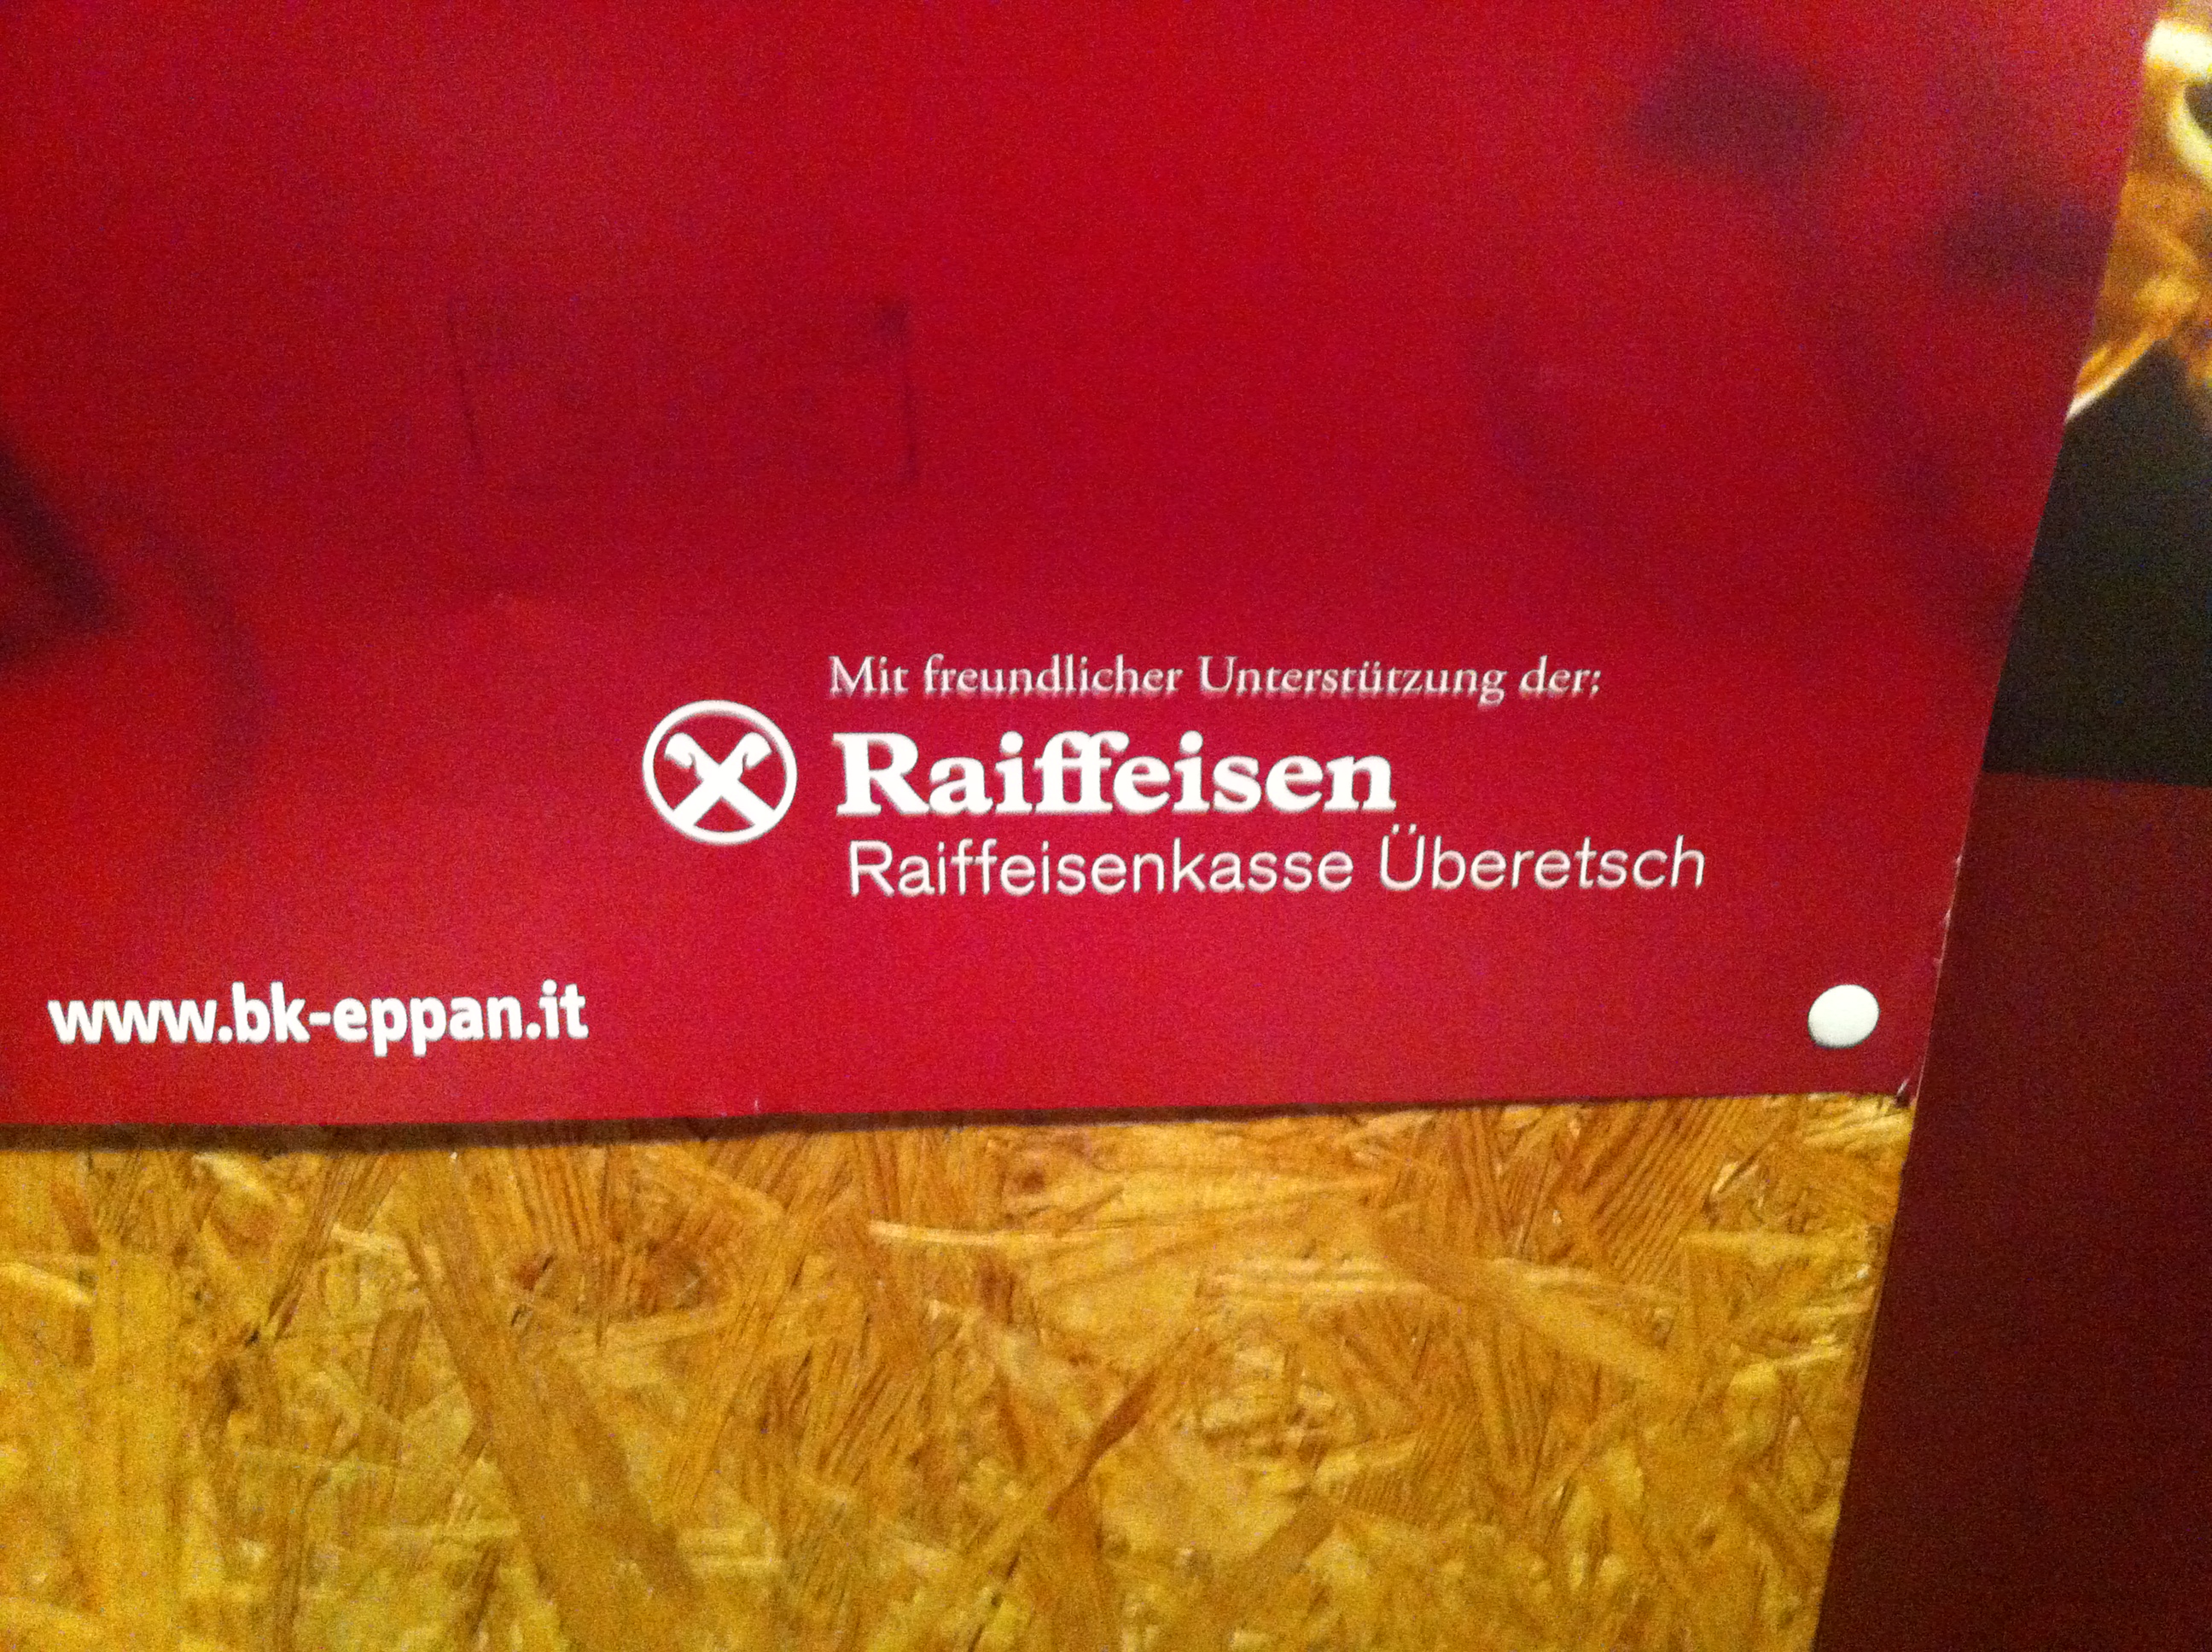 Mit freundlicher Unterstützung der:
Raiffeisen
Raiffeisenkasse Überetsch
www.bk-eppan.it